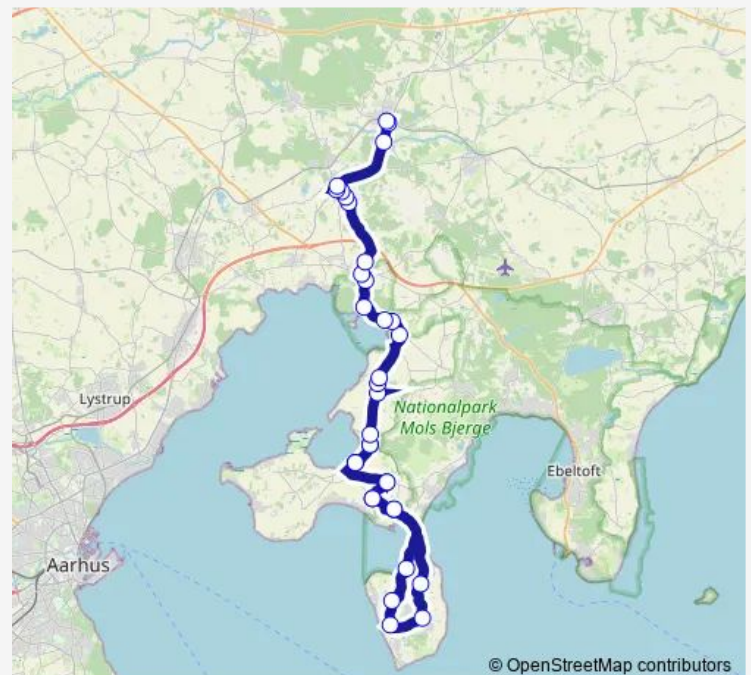 Lystrup
Nationalpark
Mols Bjerge
Ebeltoft
Aarhus
© OpenStreetMap contributors